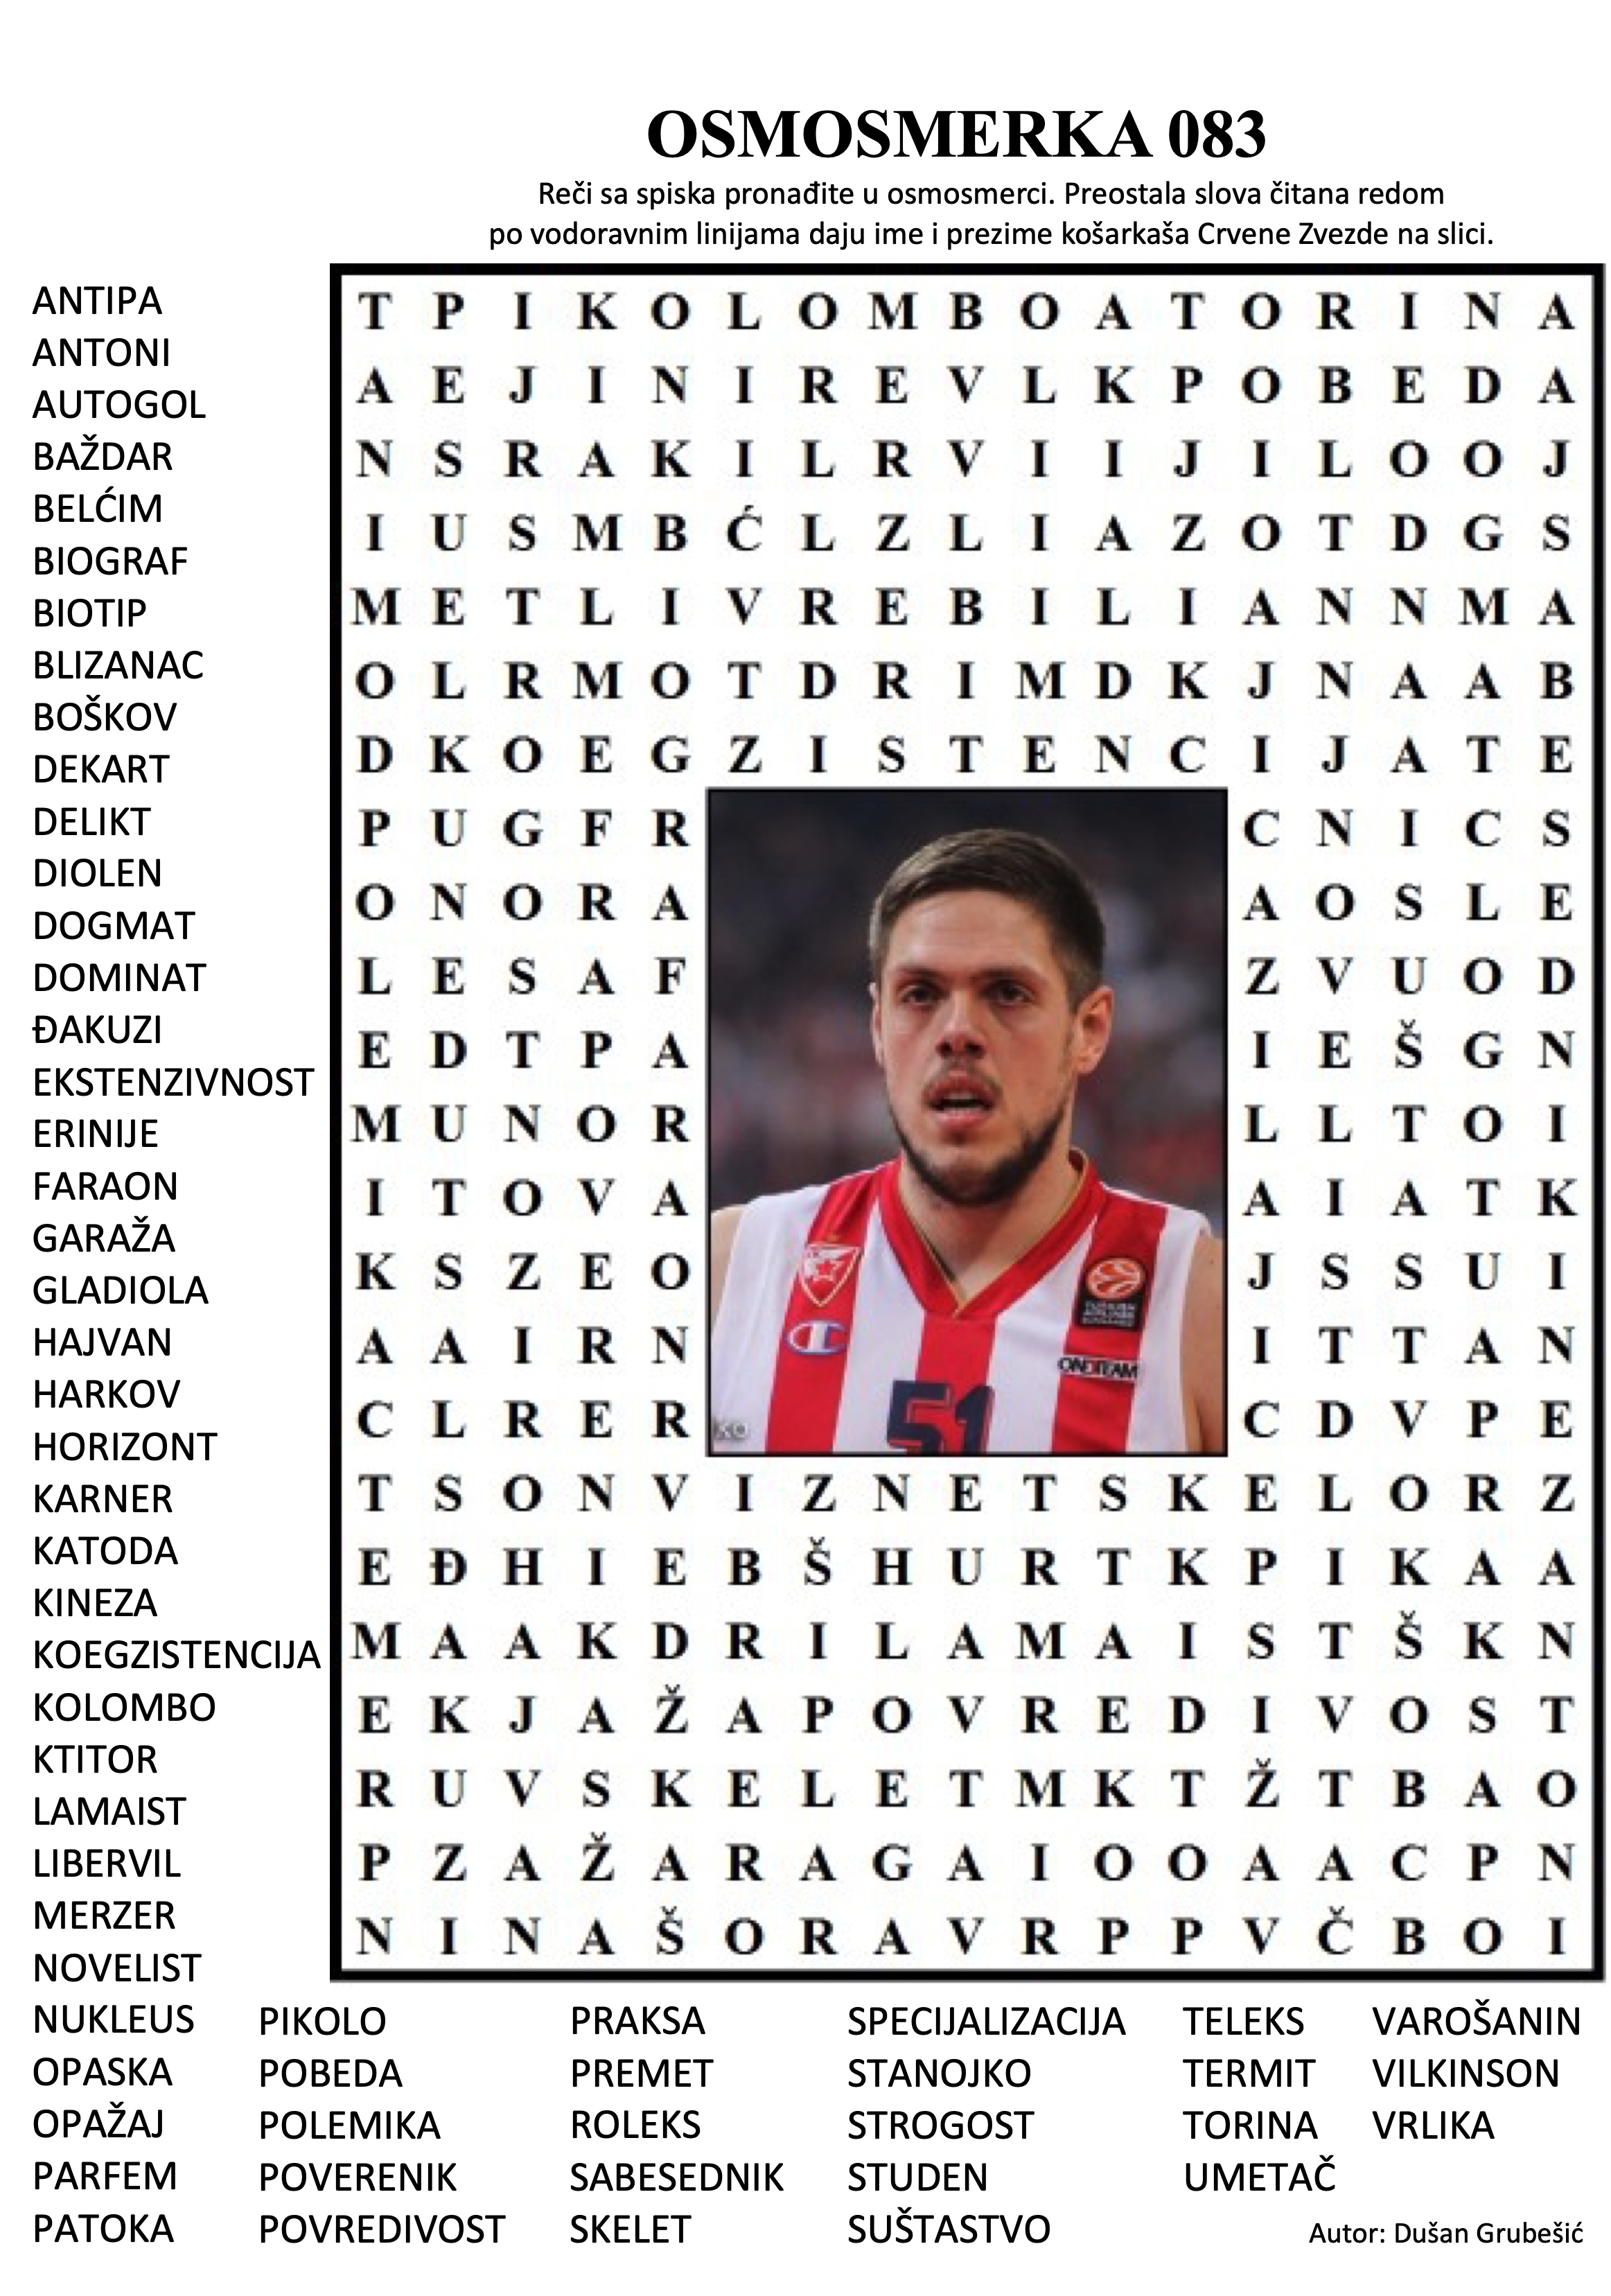 OSMOSMERKA 083
Reči sa spiska pronađite u osmosmerci. Preostala slova čitana redom
po vodoravnim linijama daju ime i prezime košarkaša Crvene Zvezde na slici.
ANTIPA
ANTONI
AUTOGOL
BAŽDAR
BELĆIM
BIOGRAF
BIOTIP
BLIZANAC
BOŠKOV
DEKART
DELIKT
DIOLEN
DOGMAT
DOMINAT
ĐAKUZI
EKSTENZIVNOST
ERINIJE
FARAON
GARAŽA
GLADIOLA
HAJVAN
HARKOV
HORIZONT
KARNER
KATODA
KINEZA
KOEGZISTENCIJA
KOLOMBO
KTITOR
LAMAIST
LIBERVIL
MERZER
NOVELIST
NUKLEUS
OPASKA
OPAŽAJ
PARFEM
PATOKA
T P I K O L O M B O A T O R I N A
A E J I N I R E V L K P O B E D A
N S R A K I L R V I I J I L O O J
I U S M B Ć L Z L I A Z O T D G S
M E T L I V R E B I L I A N N M A
O L R M O T D R I M D K J N A A B
D K O E G Z I S T E N C I J A T E
P U G F R C N I C S
O N O R A A O S L E
L E S A F Z V U O D
E D T P A I E Š G N
M U N O R L L T O I
I T O V A A I A T K
K S Z E O J S S U I
A A I R N I T T A N
C L R E R C D V P E
T S O N V I Z N E T S K E L O R Z
E Đ H I E B Š H U R T K P I K A A
M A A K D R I L A M A I S T Š K N
E K J A Ž A P O V R E D I V O S T
R U V S K E L E T M K T Ž T B A O
P Z A Ž A R A G A I O O A A C P N
N I N A Š O R A V R P P V Č B O I
51
ONE TEAM
PIKOLO
POBEDA
POLEMIKA
POVERENIK
POVREDIVOST
PRAKSA
PREMET
ROLEKS
SABESEDNIK
SKELET
SPECIJALIZACIJA
STANOJKO
STROGOST
STUDEN
SUŠTASTVO
TELEKS
TERMIT
TORINA
UMETAČ
VAROŠANIN
VILKINSON
VRLIKA
Autor: Dušan Grubešić